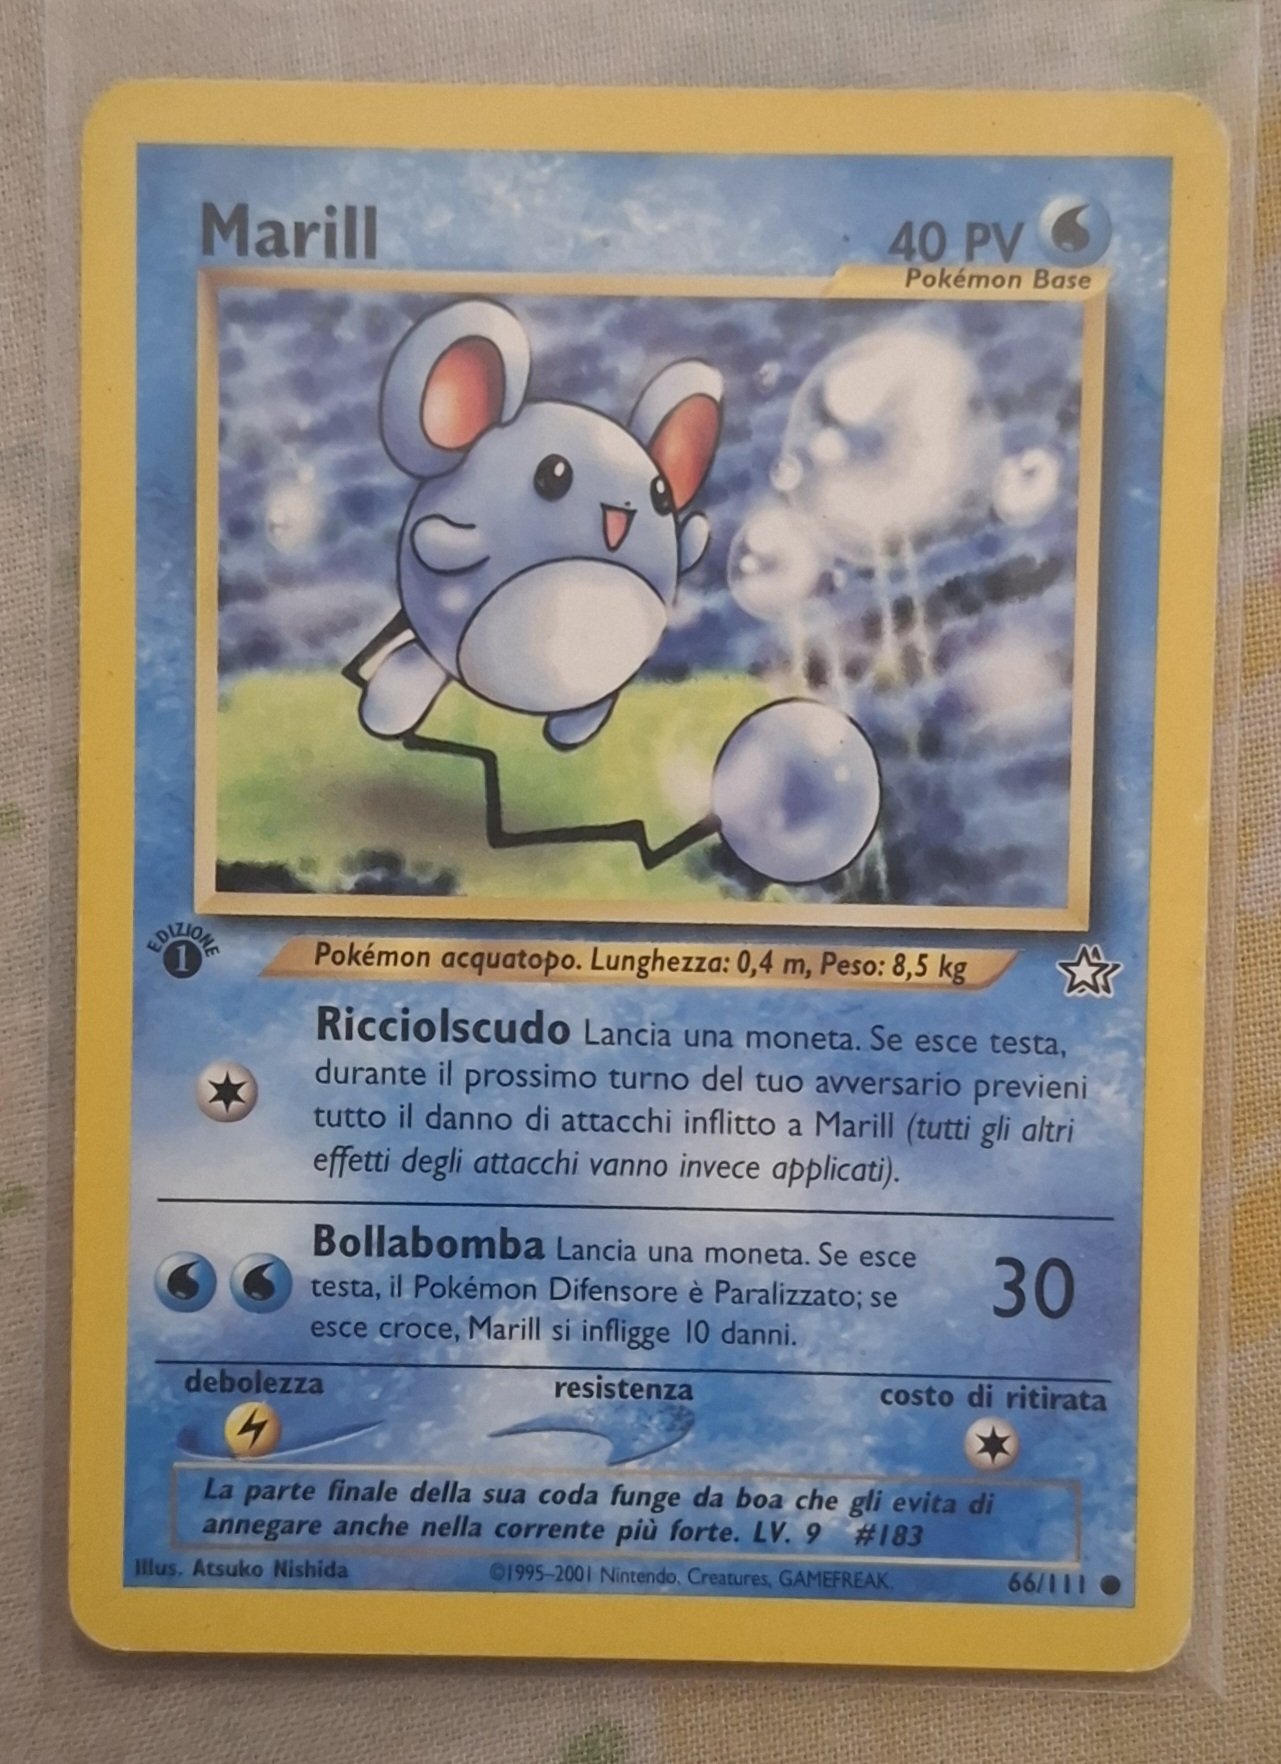 Marill
40 PV
Pokémon Base
EDIZIONE
1
Pokémon acquatopo. Lunghezza: 0,4 m, Peso: 8,5 kg
Ricciolscudo Lancia una moneta. Se esce testa,
durante il prossimo turno del tuo avversario previeni
tutto il danno di attacchi inflitto a Marill (tutti gli altri
effetti degli attacchi vanno invece applicati).
Bollabomba Lancia una moneta. Se esce
testa, il Pokémon Difensore è Paralizzato; se
esce croce, Marill si infligge 10 danni.
30
debolezza
resistenza
costo di ritirata
La parte finale della sua coda funge da boa che gli evita di
annegare anche nella corrente più forte. LV. 9 #183
Illus. Atsuko Nishida
©1995–2001 Nintendo, Creatures, GAMEFREAK.
66/111